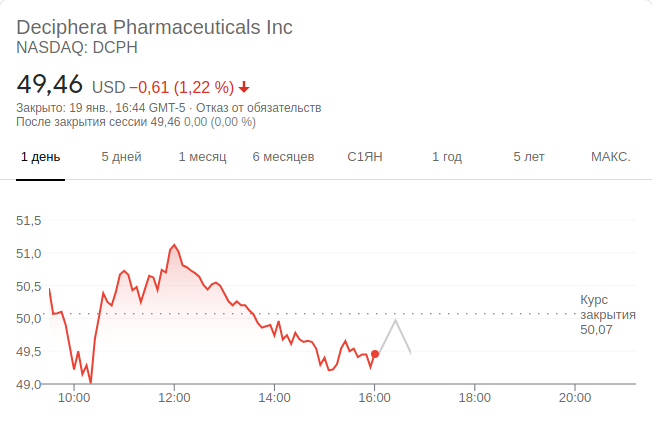 Deciphera Pharmaceuticals Inc
NASDAQ: DCPH
49,46 USD −0,61 (1,22 %)
Закрыто: 19 янв., 16:44 GMT-5 · Отказ от обязательств
После закрытия сессии 49,46 0,00 (0,00 %)
1 день 5 дней 1 месяц 6 месяцев С1ЯН 1 год 5 лет МАКС.
51,5
51,0
50,5
50,0
49,5
49,0
Курс
закрытия
50,07
10:00 12:00 14:00 16:00 18:00 20:00